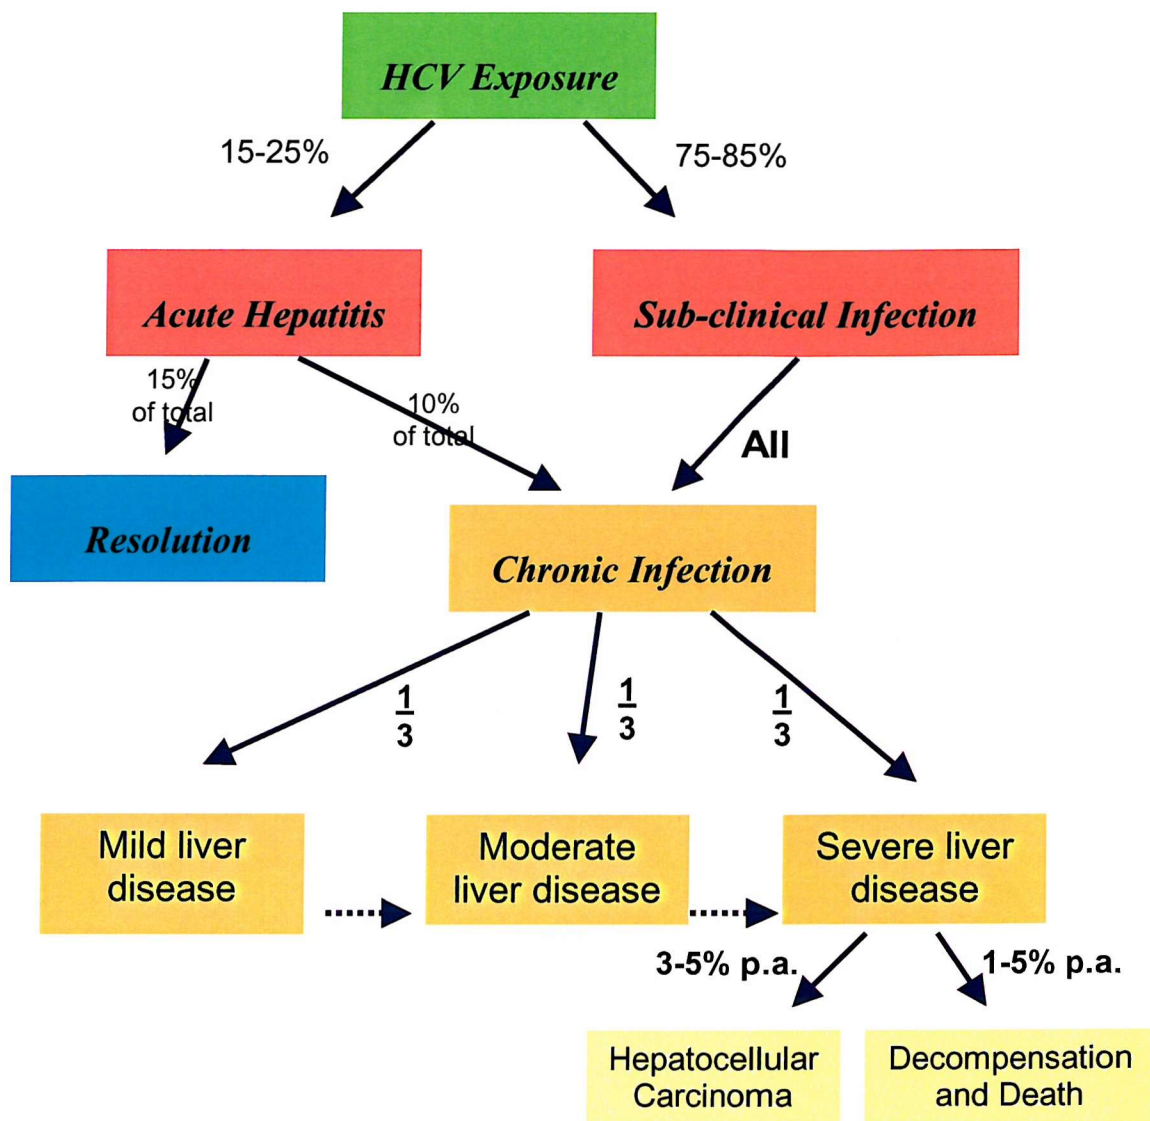 HCV Exposure
15-25%
75-85%
Acute Hepatitis
Sub-clinical Infection
15%
of total
10%
of total
All
Resolution
Chronic Infection
1
3
1
3
1
3
Mild liver
disease
Moderate
liver disease
Severe liver
disease
3-5% p.a.
1-5% p.a.
Hepatocellular
Carcinoma
Decompensation
and Death